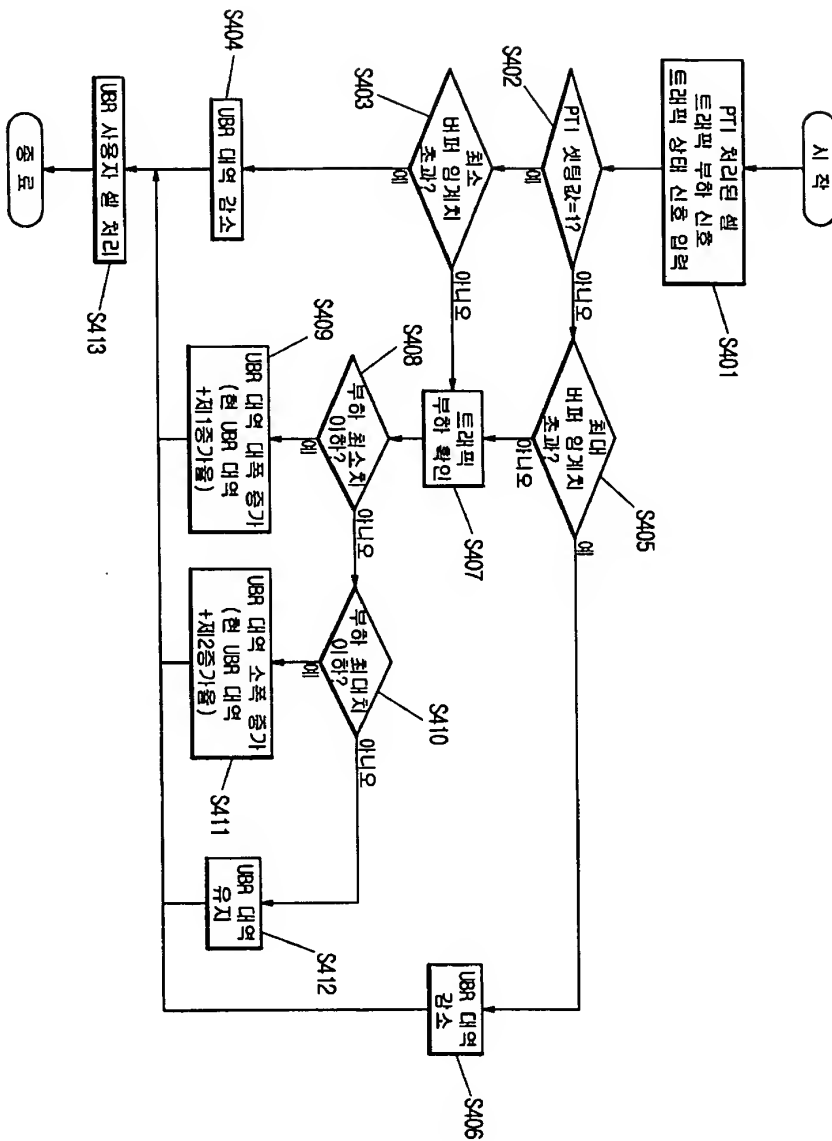 시 작
PTI 처리된 셀
트래픽 부하 신호
트래픽 상태 신호 입력
S401
PTI 셋팅값=1?
S402
예
아니오
최소
버퍼 임계치
초과?
S403
예
아니오
UBR 대역 감소
S404
최대
버퍼 임계치
초과?
S405
아니오
예
UBR 대역
감소
S406
트래픽
부하 확인
S407
부하 최소치
이하?
S408
예
아니오
UBR 대역 대폭 증가
(현 UBR 대역
+제1증가율)
S409
부하 최대치
이하?
S410
예
아니오
UBR 대역 소폭 증가
(현 UBR 대역
+제2증가율)
S411
UBR 대역
유지
S412
UBR 사용자 셀 처리
S413
종 료